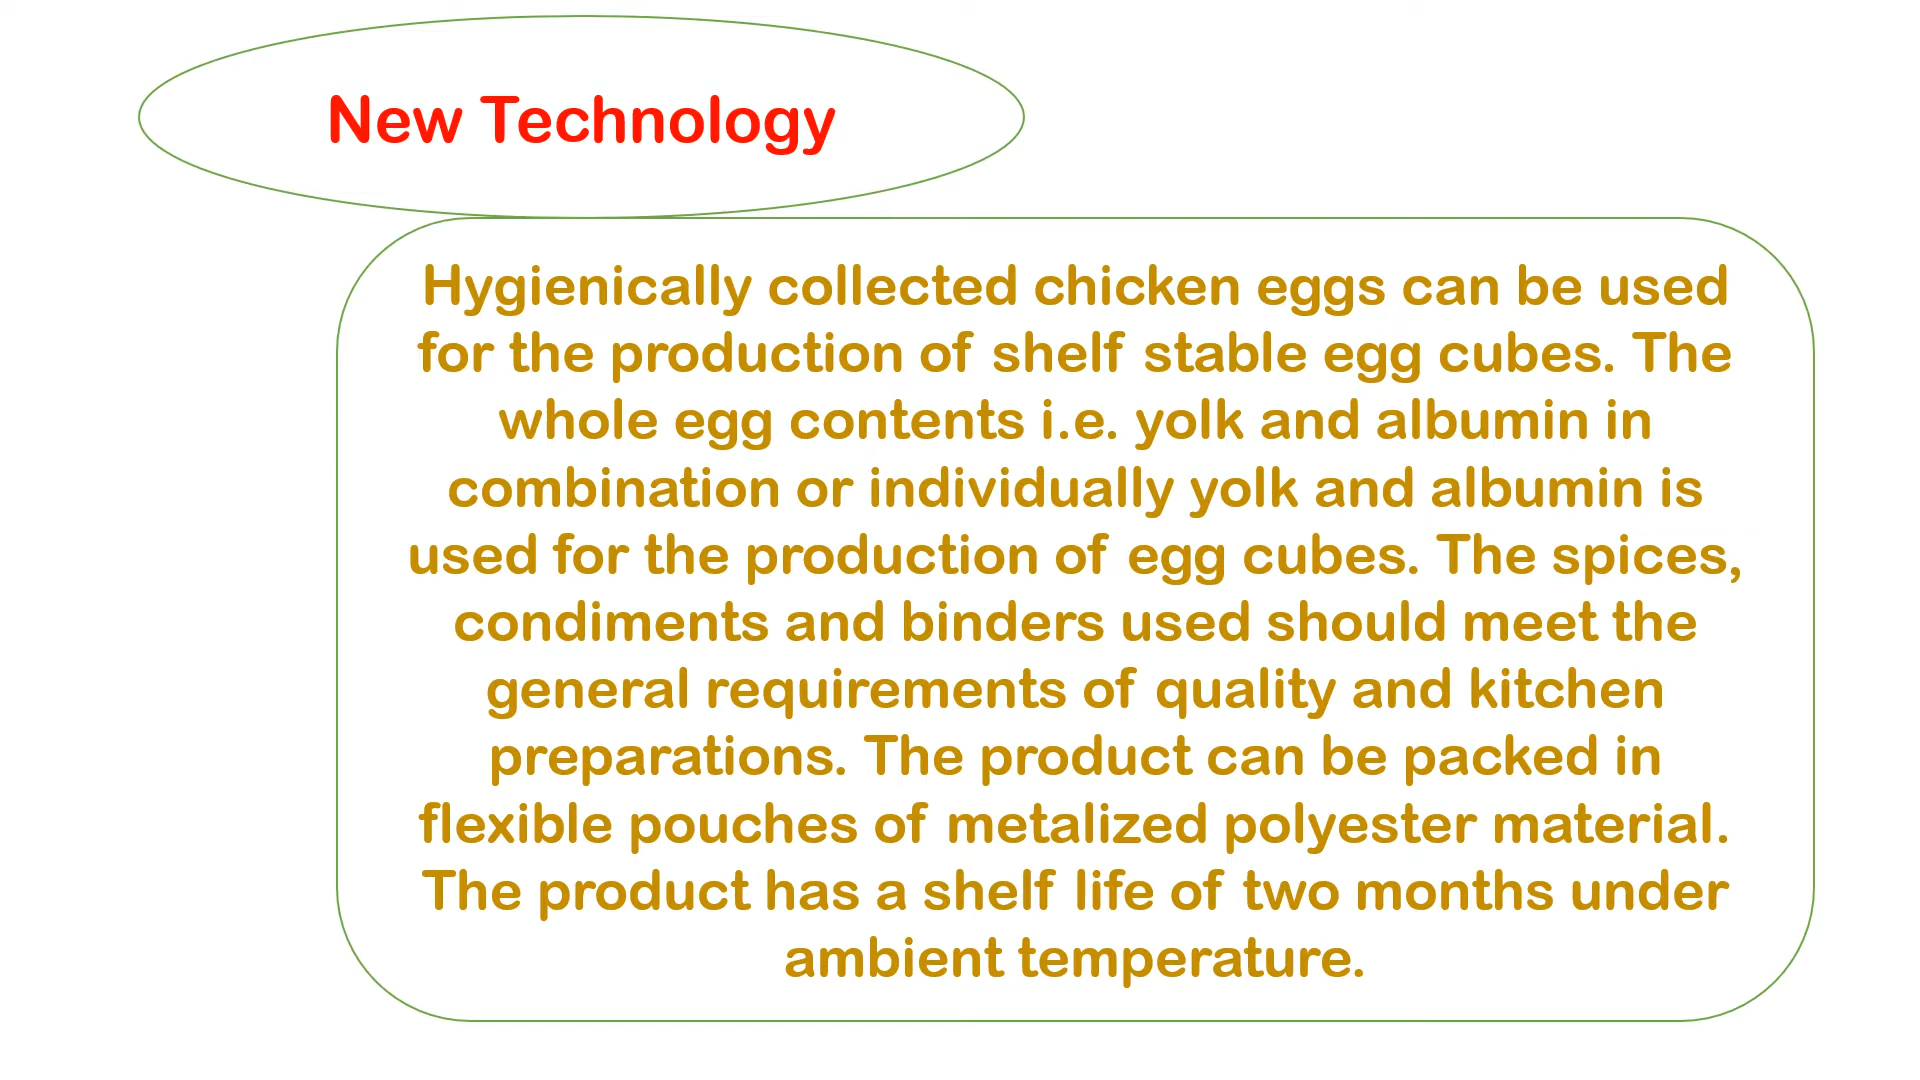 New Technology
Hygienically collected chicken eggs can be used
for the production of shelf stable egg cubes. The
whole egg contents i.e. yolk and albumin in
combination or individually yolk and albumin is
used for the production of egg cubes. The spices,
condiments and binders used should meet the
general requirements of quality and kitchen
preparations. The product can be packed in
flexible pouches of metalized polyester material.
The product has a shelf life of two months under
ambient temperature.